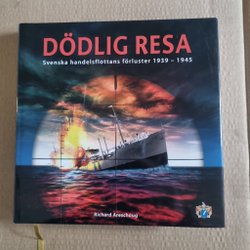 DÖDLIG RESA
Svenska handelsflottans förluster 1939 – 1945
Richard Areschoug